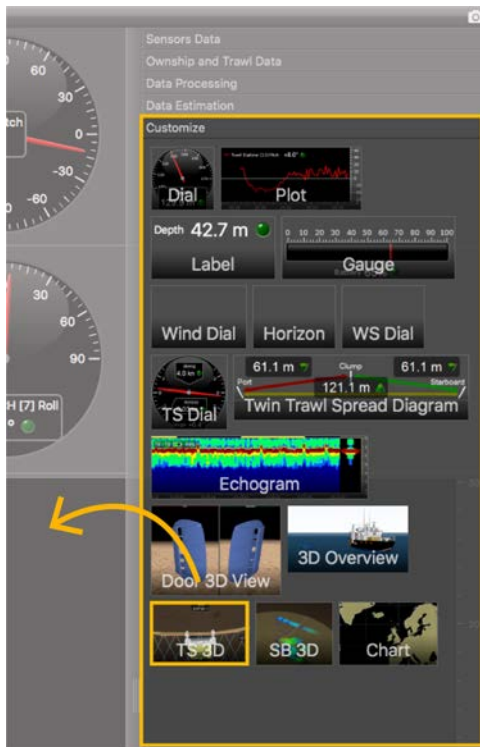 Sensors Data
Ownship and Trawl Data
Data Processing
Data Estimation
Customize
60
30
0
-30
-60
tch
Dial
Plot
Depth 42.7 m
Label
0 10 20 30 40 50 60 70 80 90 100
Gauge
Wind Dial
Horizon
WS Dial
30
60
90
H [7] Roll
4.0 kn
TS Dial
61.1 m
Clump
61.1 m
Port
121.1 m
Starboard
Twin Trawl Spread Diagram
Echogram
Door 3D View
3D Overview
TS 3D
SB 3D
Chart